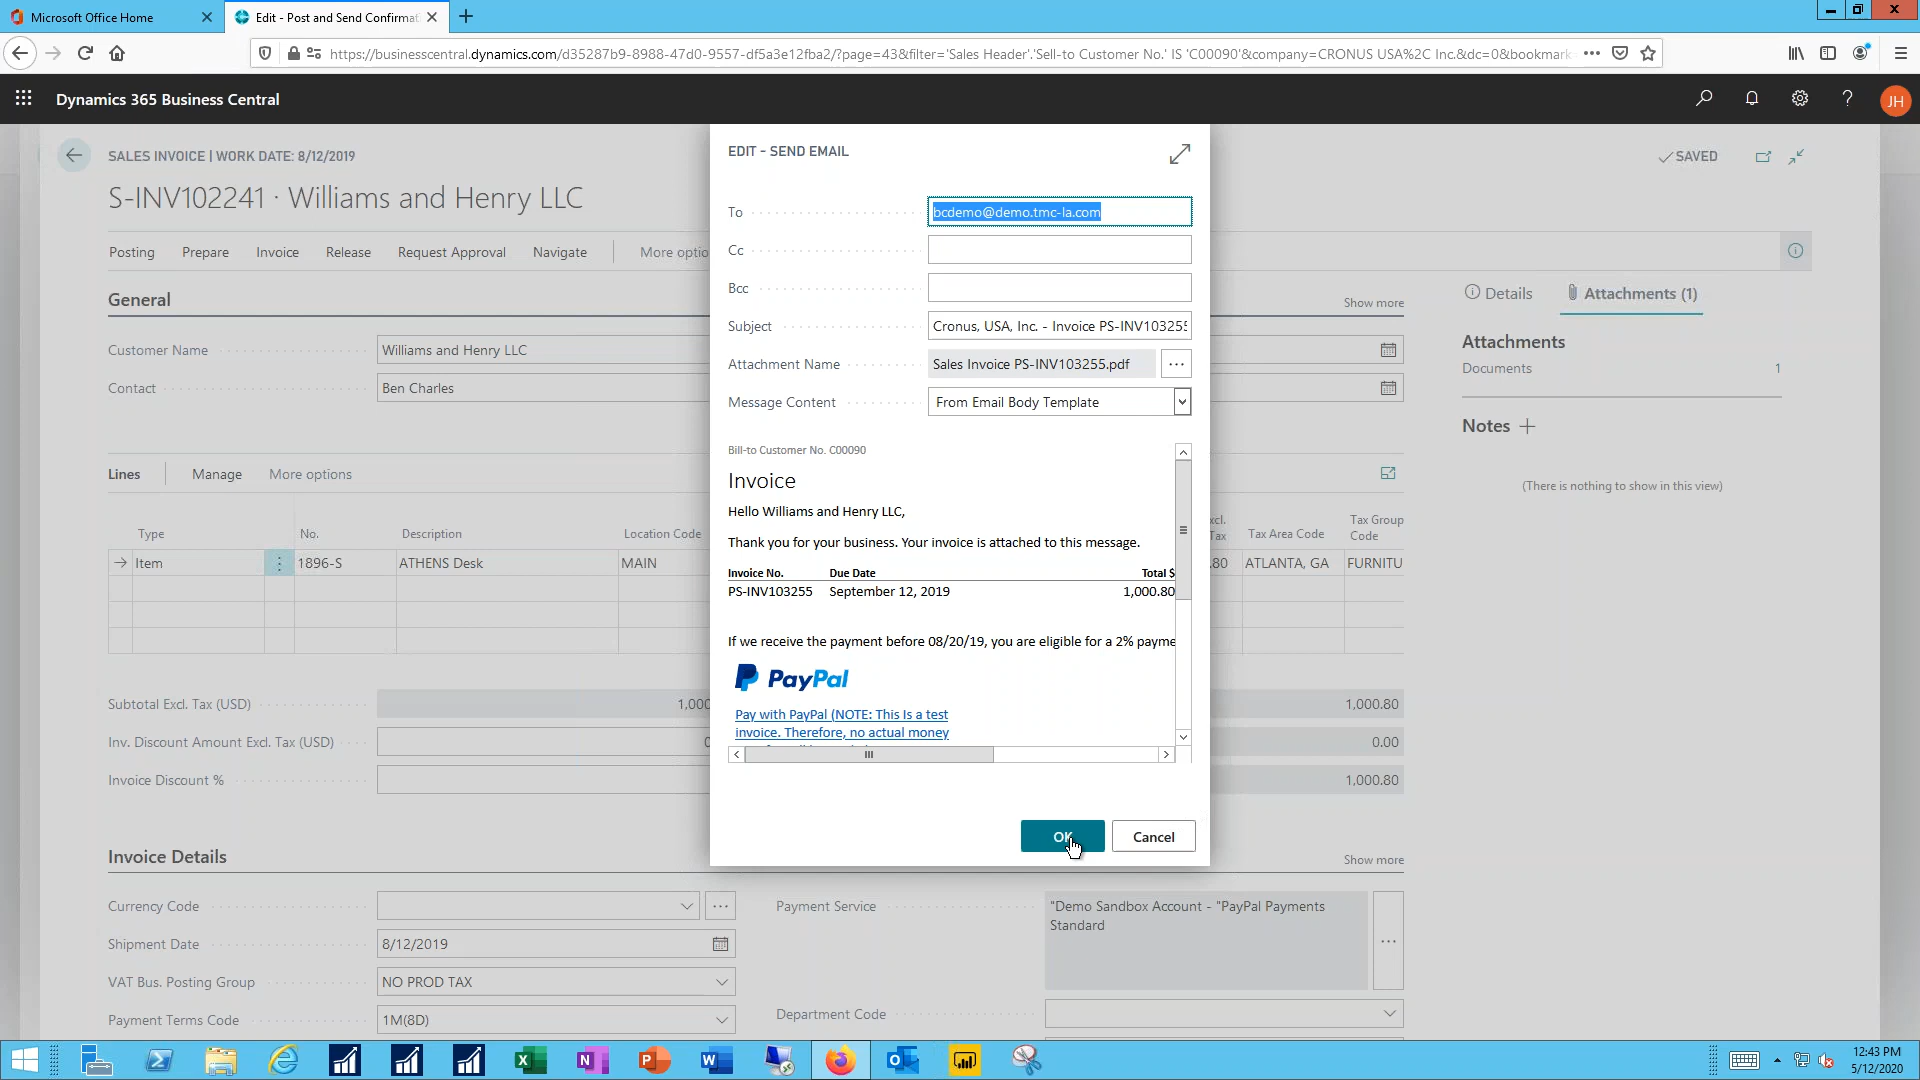 Microsoft Office Home
Edit - Post and Send Confirmat
https://businesscentral.dynamics.com/d35287b9-8988-47d0-9557-df5a3e12fba2/?page=43&filter='Sales Header'.'Sell-to Customer No.' IS 'C00090'&company=CRONUS USA%2C Inc.&dc=0&bookmark
Dynamics 365 Business Central
JH
SALES INVOICE | WORK DATE: 8/12/2019
SAVED
S-INV102241 · Williams and Henry LLC
Posting Prepare Invoice Release Request Approval Navigate More optio
General
Show more
Customer Name Williams and Henry LLC
Contact Ben Charles
Lines Manage More options
Type No. Description Location Code
xcl. Tax Tax Area Code Tax Group Code
Item 1896-S ATHENS Desk MAIN .80 ATLANTA, GA FURNITU
Subtotal Excl. Tax (USD) 1,000 1,000.80
Inv. Discount Amount Excl. Tax (USD) 0 0.00
Invoice Discount % 1,000.80
Invoice Details
Show more
Currency Code
Shipment Date 8/12/2019
VAT Bus. Posting Group NO PROD TAX
Payment Terms Code 1M(8D)
Payment Service "Demo Sandbox Account - "PayPal Payments
Standard
Department Code
Details Attachments (1)
Attachments
Documents 1
Notes
(There is nothing to show in this view)
EDIT - SEND EMAIL
To bcdemo@demo.tmc-la.com
Cc
Bcc
Subject Cronus, USA, Inc. - Invoice PS-INV103255
Attachment Name Sales Invoice PS-INV103255.pdf
Message Content From Email Body Template
Bill-to Customer No. C00090
Invoice
Hello Williams and Henry LLC,
Thank you for your business. Your invoice is attached to this message.
Invoice No. Due Date Total $
PS-INV103255 September 12, 2019 1,000.80
If we receive the payment before 08/20/19, you are eligible for a 2% payme
PayPal
Pay with PayPal (NOTE: This Is a test
invoice. Therefore, no actual money
OK Cancel
12:43 PM
5/12/2020